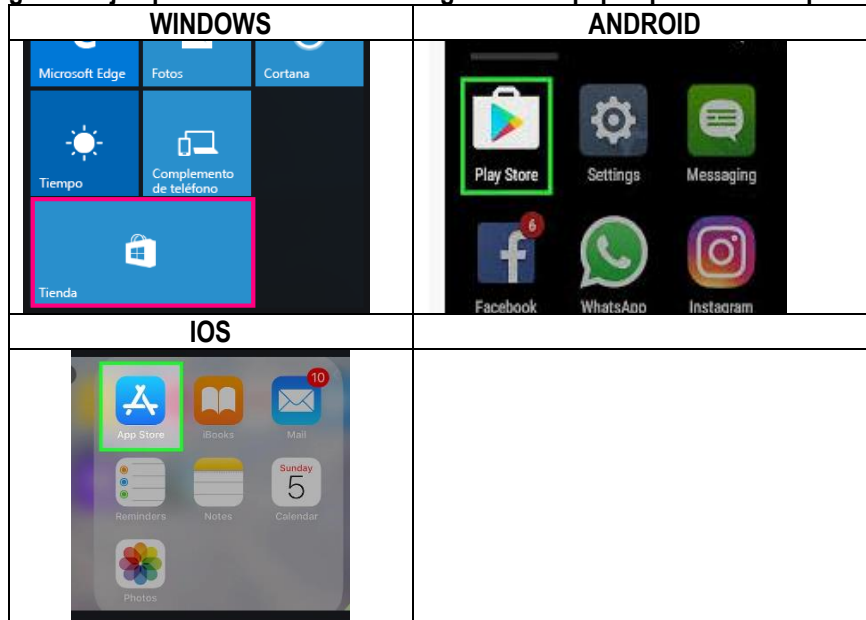 WINDOWS
ANDROID
Microsoft Edge
Fotos
Cortana
Tiempo
Complemento
de teléfono
Tienda
Play Store
Settings
Messaging
6
Facebook
WhatsApp
Instagram
IOS
10
App Store
iBooks
Mail
Sunday
5
Reminders
Notes
Calendar
Photos